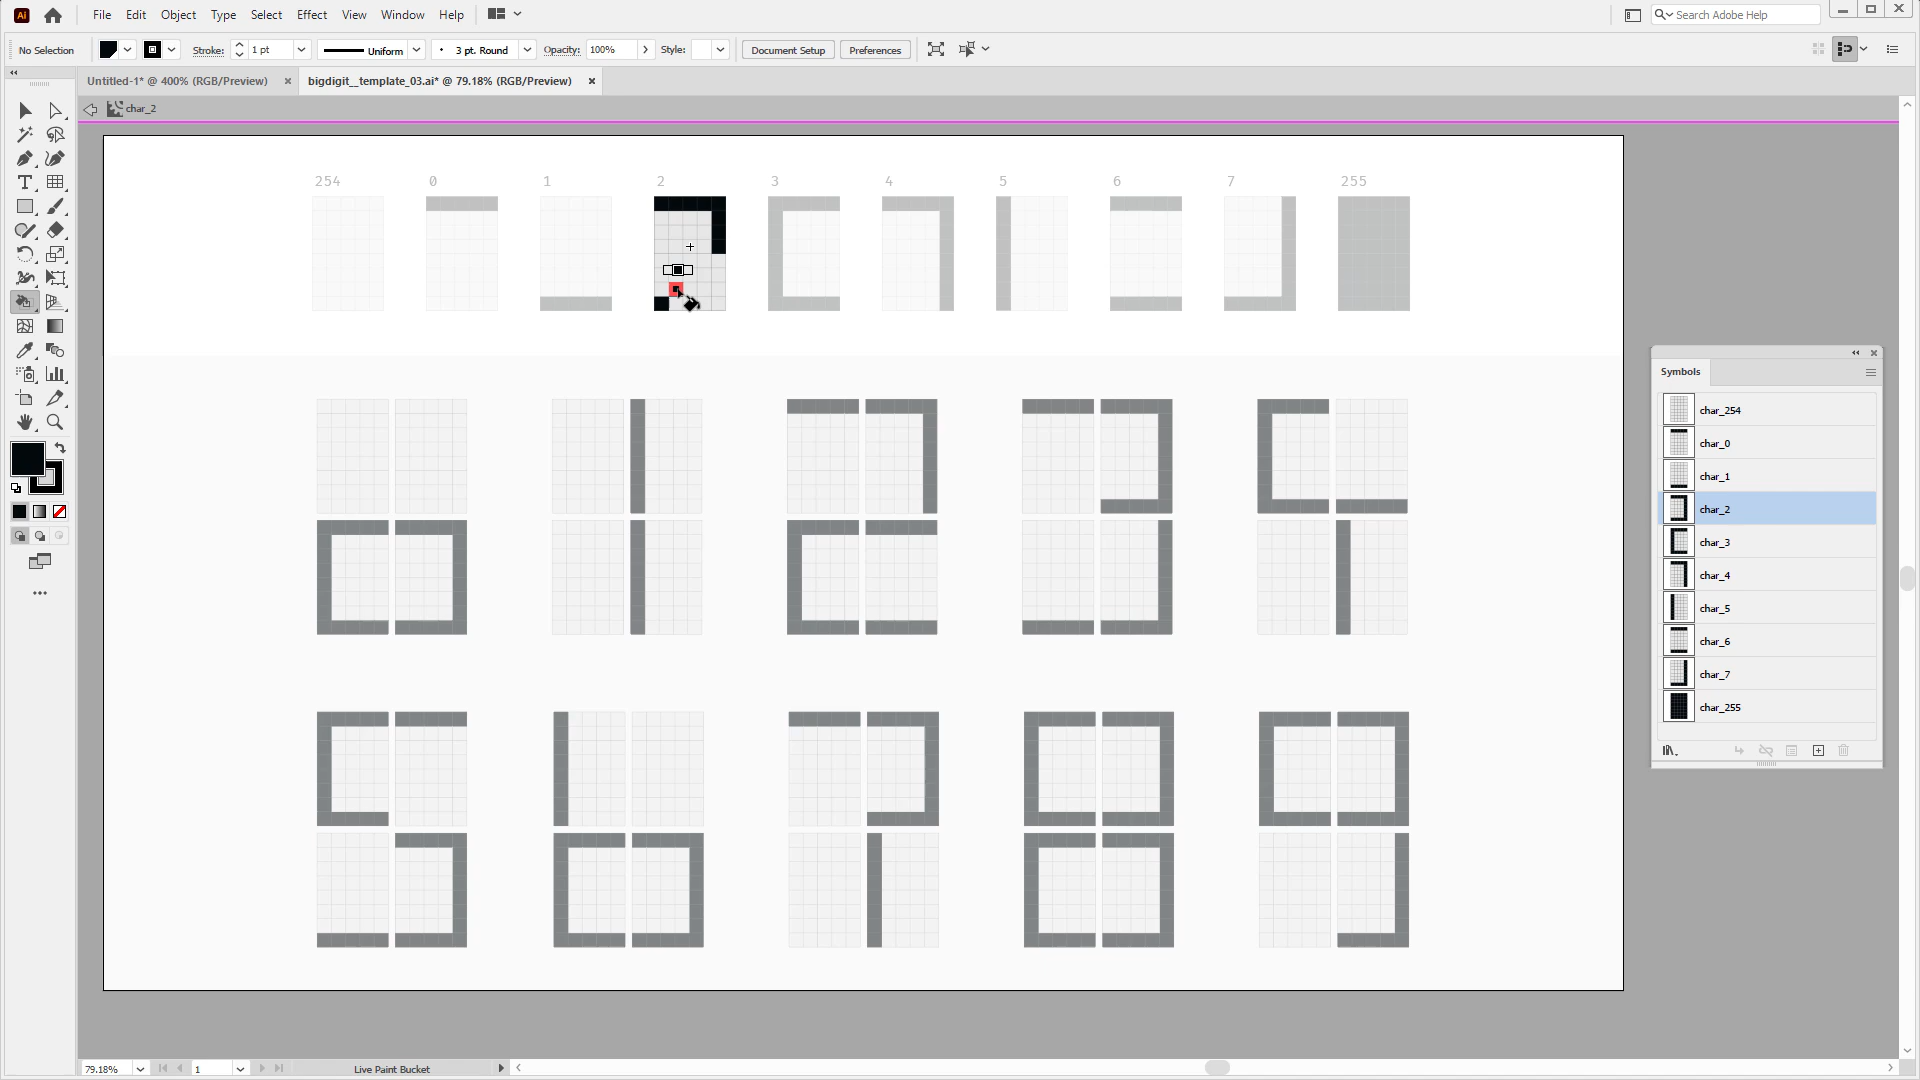 Ai File Edit Object Type Select Effect View Window Help Search Adobe Help
No Selection Stroke: 1 pt Uniform 3 pt. Round Opacity: 100% Style: Document Setup Preferences
Untitled-1* @ 400% (RGB/Preview) bigdigit__template_03.ai* @ 79.18% (RGB/Preview)
char_2
254 0 1 2 3 4 5 6 7 255
Symbols
char_254
char_0
char_1
char_2
char_3
char_4
char_5
char_6
char_7
char_255
79.18% 1 Live Paint Bucket